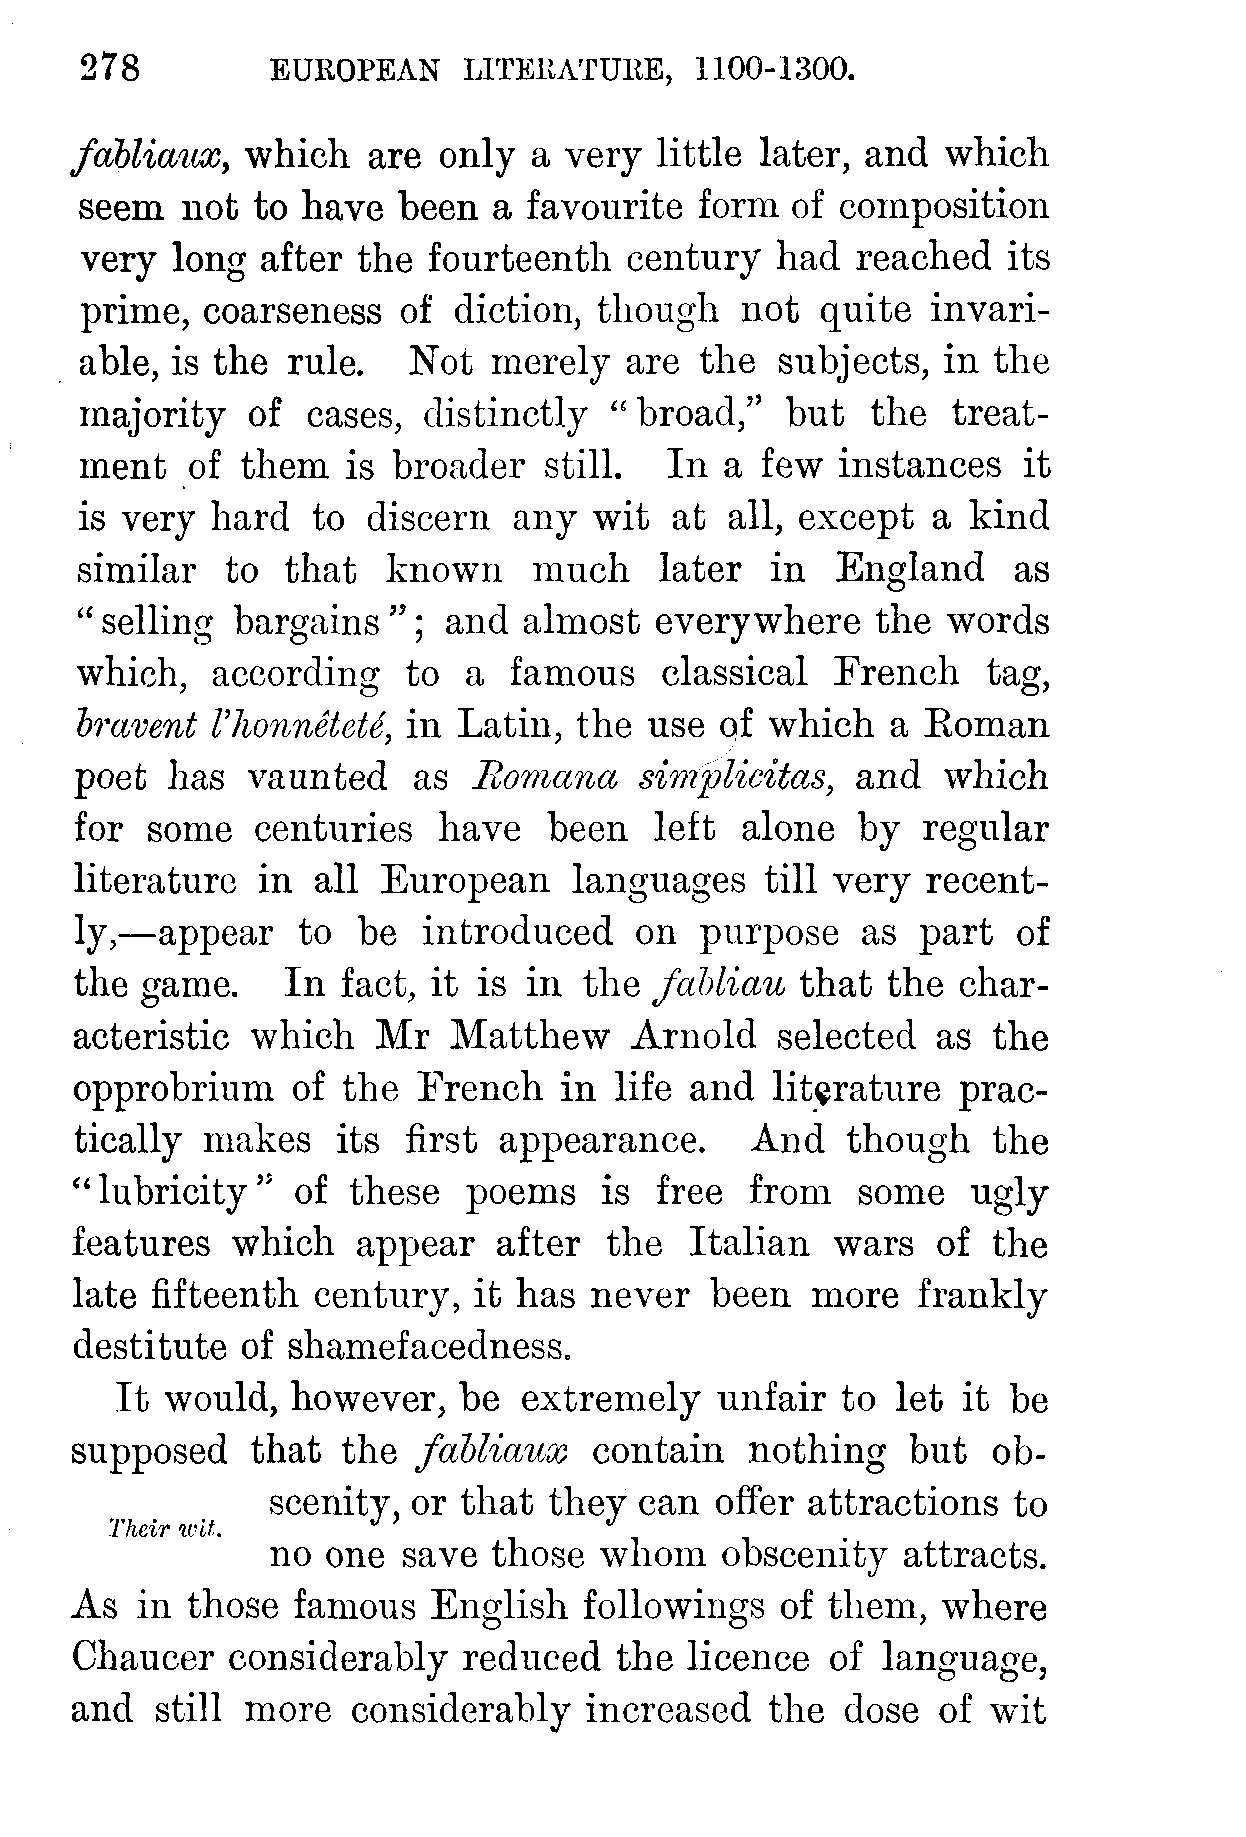 278 EUROPEAN LITERATURE, 1100-1300.
fabliaux, which are only a very little later, and which
seem not to have been a favourite form of composition
very long after the fourteenth century had reached its
prime, coarseness of diction, though not quite invari-
able, is the rule. Not merely are the subjects, in the
majority of cases, distinctly "broad," but the treat-
ment of them is broader still. In a few instances it
is very hard to discern any wit at all, except a kind
similar to that known much later in England as
"selling bargains"; and almost everywhere the words
which, according to a famous classical French tag,
bravent l'honnêteté, in Latin, the use of which a Roman
poet has vaunted as Romana simplicitas, and which
for some centuries have been left alone by regular
literature in all European languages till very recent-
ly,—appear to be introduced on purpose as part of
the game. In fact, it is in the fabliau that the char-
acteristic which Mr Matthew Arnold selected as the
opprobrium of the French in life and literature prac-
tically makes its first appearance. And though the
"lubricity" of these poems is free from some ugly
features which appear after the Italian wars of the
late fifteenth century, it has never been more frankly
destitute of shamefacedness.
It would, however, be extremely unfair to let it be
supposed that the fabliaux contain nothing but ob-
scenity, or that they can offer attractions to
Their wit.
no one save those whom obscenity attracts.
As in those famous English followings of them, where
Chaucer considerably reduced the licence of language,
and still more considerably increased the dose of wit